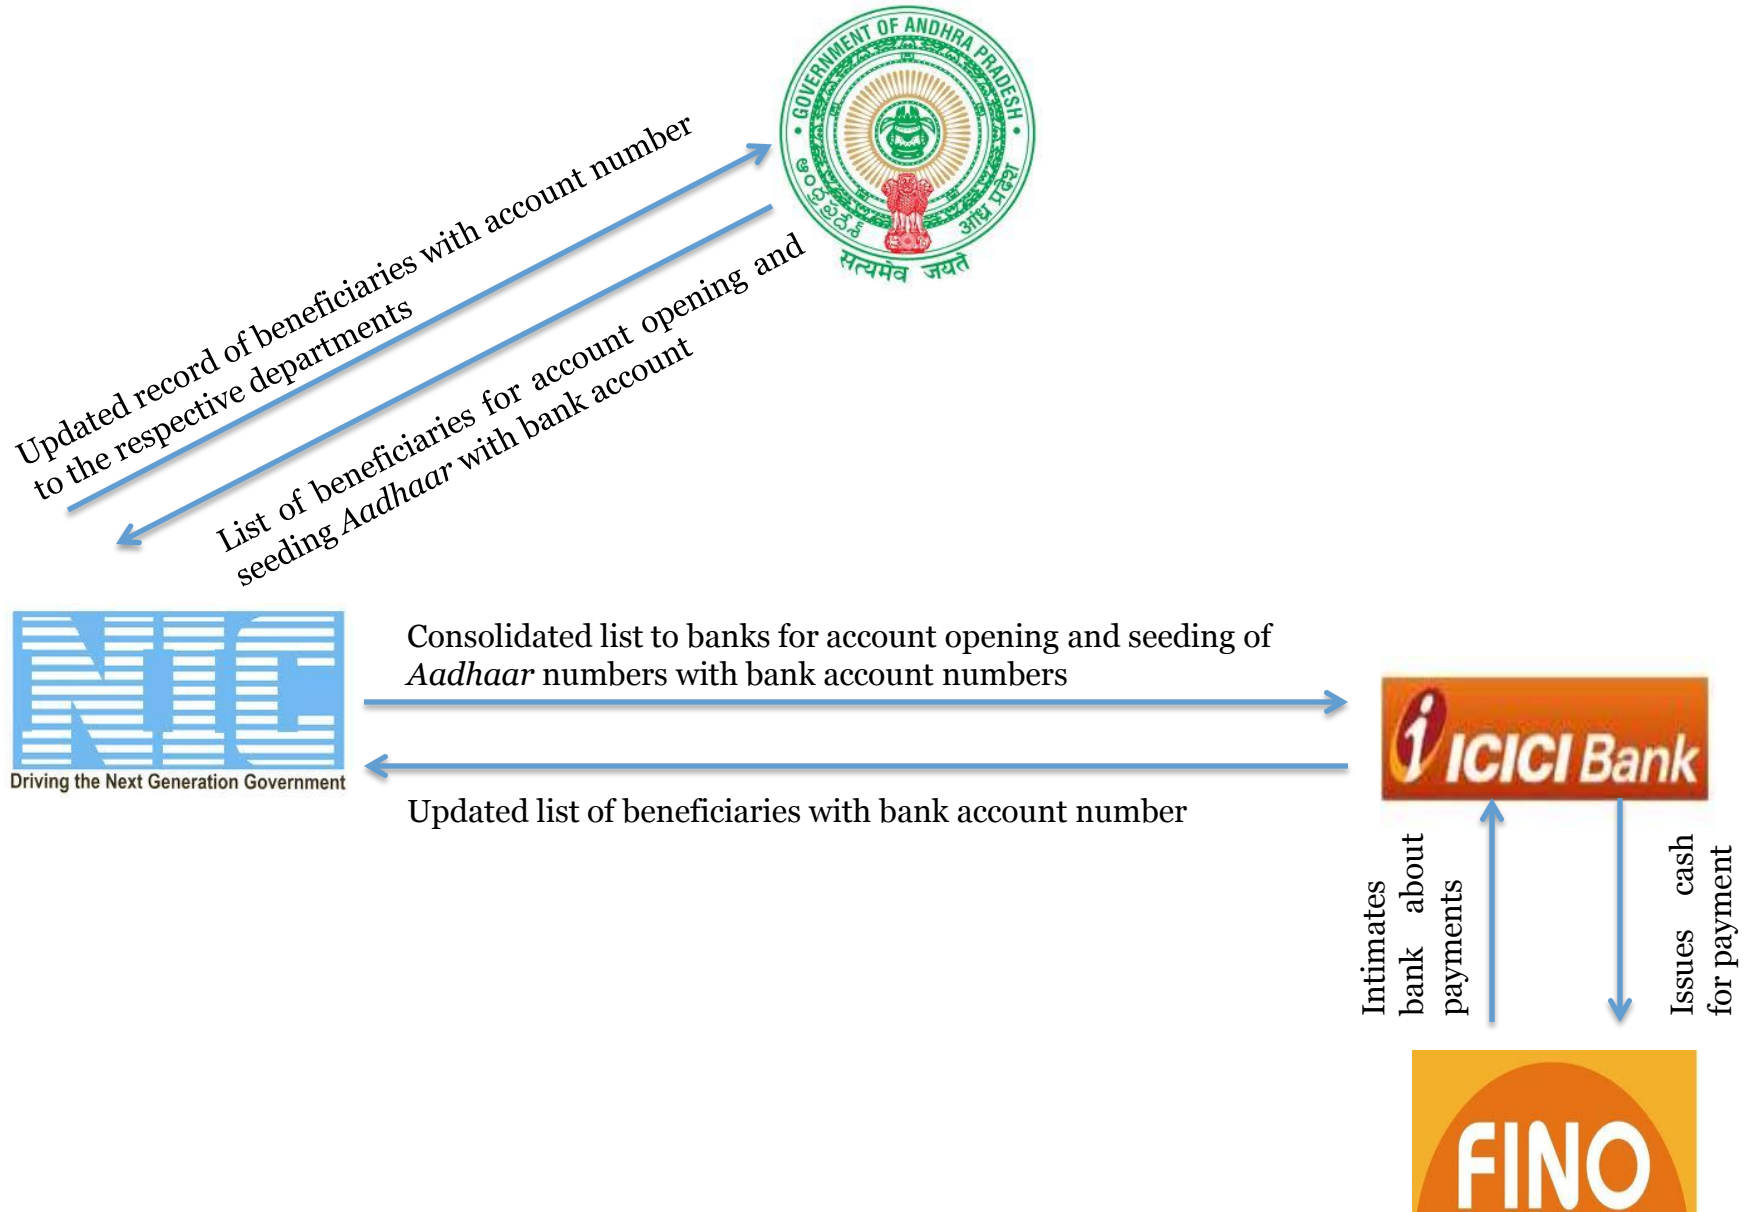 GOVERNMENT OF ANDHRA PRADESH
ఆంధ్రప్రదేశ్
आंध्र प्रदेश
सत्यमेव जयते
Updated record of beneficiaries with account number
to the respective departments
List of beneficiaries for account opening and
seeding Aadhaar with bank account
NIC
Driving the Next Generation Government
Consolidated list to banks for account opening and seeding of
Aadhaar numbers with bank account numbers
Updated list of beneficiaries with bank account number
i ICICI Bank
Intimates
bank about
payments
Issues cash
for payment
FINO